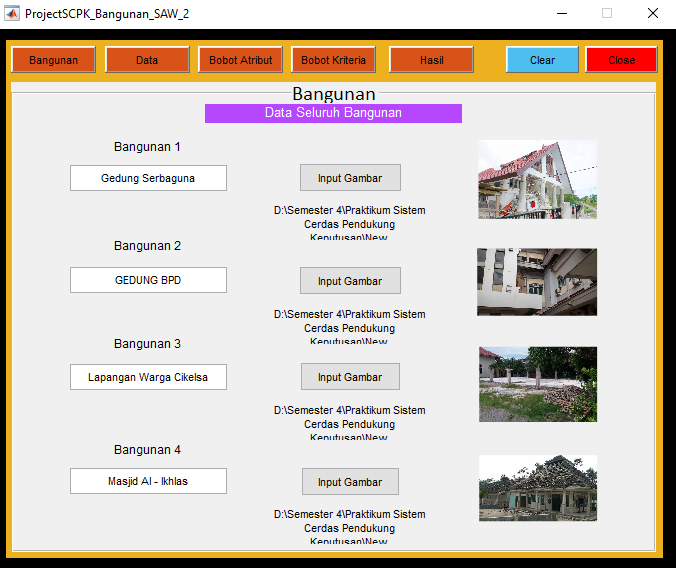 ProjectSCPK_Bangunan_SAW_2
Bangunan
Data
Bobot Atribut
Bobot Kriteria
Hasil
Clear
Close
Bangunan
Data Seluruh Bangunan
Bangunan 1
Gedung Serbaguna
Input Gambar
D:\Semester 4\Praktikum Sistem
Cerdas Pendukung
Keputusan\New
Bangunan 2
GEDUNG BPD
Input Gambar
D:\Semester 4\Praktikum Sistem
Cerdas Pendukung
Keputusan\New
Bangunan 3
Lapangan Warga Cikelsa
Input Gambar
D:\Semester 4\Praktikum Sistem
Cerdas Pendukung
Keputusan\New
Bangunan 4
Masjid Al - Ikhlas
Input Gambar
D:\Semester 4\Praktikum Sistem
Cerdas Pendukung
Keputusan\New